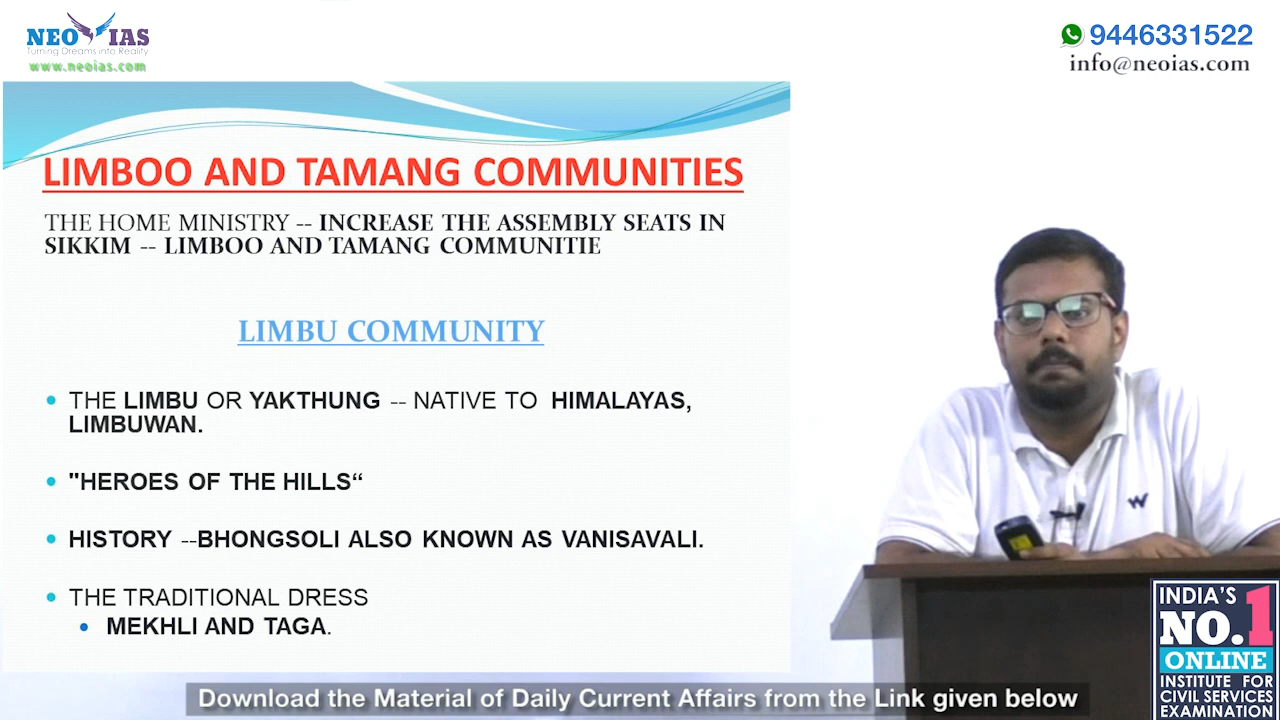 NEO IAS
Turning Dreams into Reality
www.neoias.com
9446331522
info@neoias.com
LIMBOO AND TAMANG COMMUNITIES
THE HOME MINISTRY -- INCREASE THE ASSEMBLY SEATS IN
SIKKIM -- LIMBOO AND TAMANG COMMUNITIE
LIMBU COMMUNITY
• THE LIMBU OR YAKTHUNG -- NATIVE TO HIMALAYAS,
LIMBUWAN.
• "HEROES OF THE HILLS“
• HISTORY --BHONGSOLI ALSO KNOWN AS VANISAVALI.
• THE TRADITIONAL DRESS
• MEKHLI AND TAGA.
INDIA'S
NO.1
ONLINE
INSTITUTE FOR
CIVIL SERVICES
EXAMINATION
Download the Material of Daily Current Affairs from the Link given below